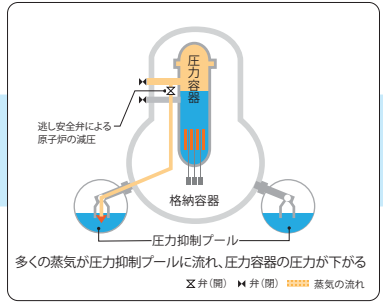 圧力容器
逃し安全弁による
原子炉の減圧
格納容器
圧力抑制プール
多くの蒸気が圧力抑制プールに流れ、圧力容器の圧力が下がる
弁(開) 弁(閉) 蒸気の流れ